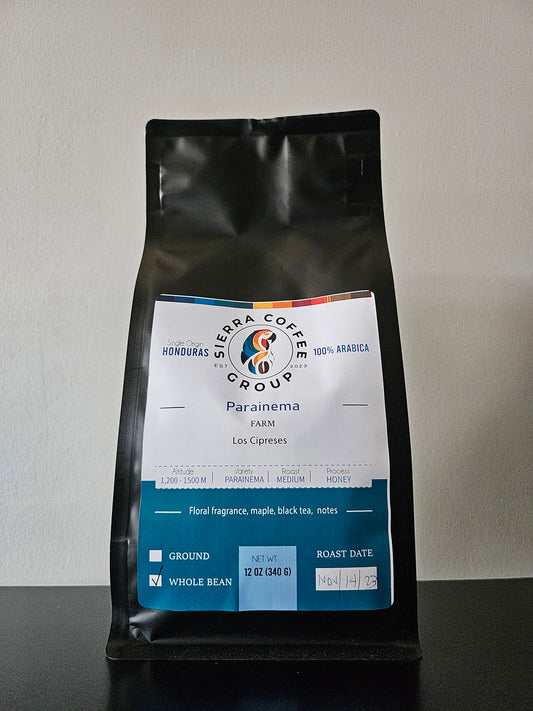 SIERRA COFFEE
GROUP
EST 2023
Single Origin
HONDURAS
100% ARABICA
Parainema
FARM
Los Cipreses
Altitude
1,200 - 1500 M
Variety
PARAINEMA
Roast
MEDIUM
Process
HONEY
Floral fragrance, maple, black tea, notes
GROUND
WHOLE BEAN
NET WT
12 OZ (340 G)
ROAST DATE
NOV/14/23